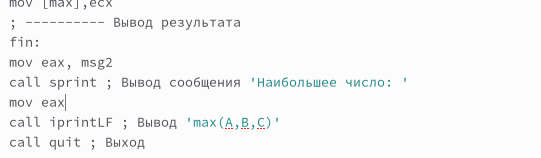 mov [max],ecx
; ---------- Вывод результата
fin:
mov eax, msg2
call sprint ; Вывод сообщения 'Наибольшее число: '
mov eax
call iprintLF ; Вывод 'max(A,B,C)'
call quit ; Выход